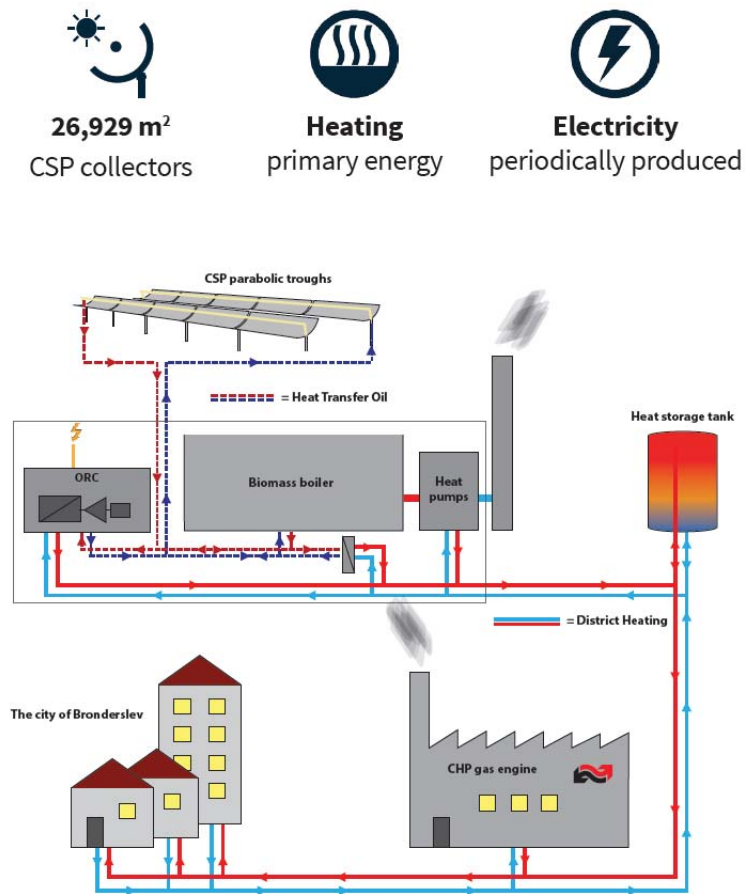 26,929 m²
CSP collectors
Heating
primary energy
Electricity
periodically produced
CSP parabolic troughs
= Heat Transfer Oil
Heat storage tank
ORC
Biomass boiler
Heat
pumps
= District Heating
The city of Bronderslev
CHP gas engine